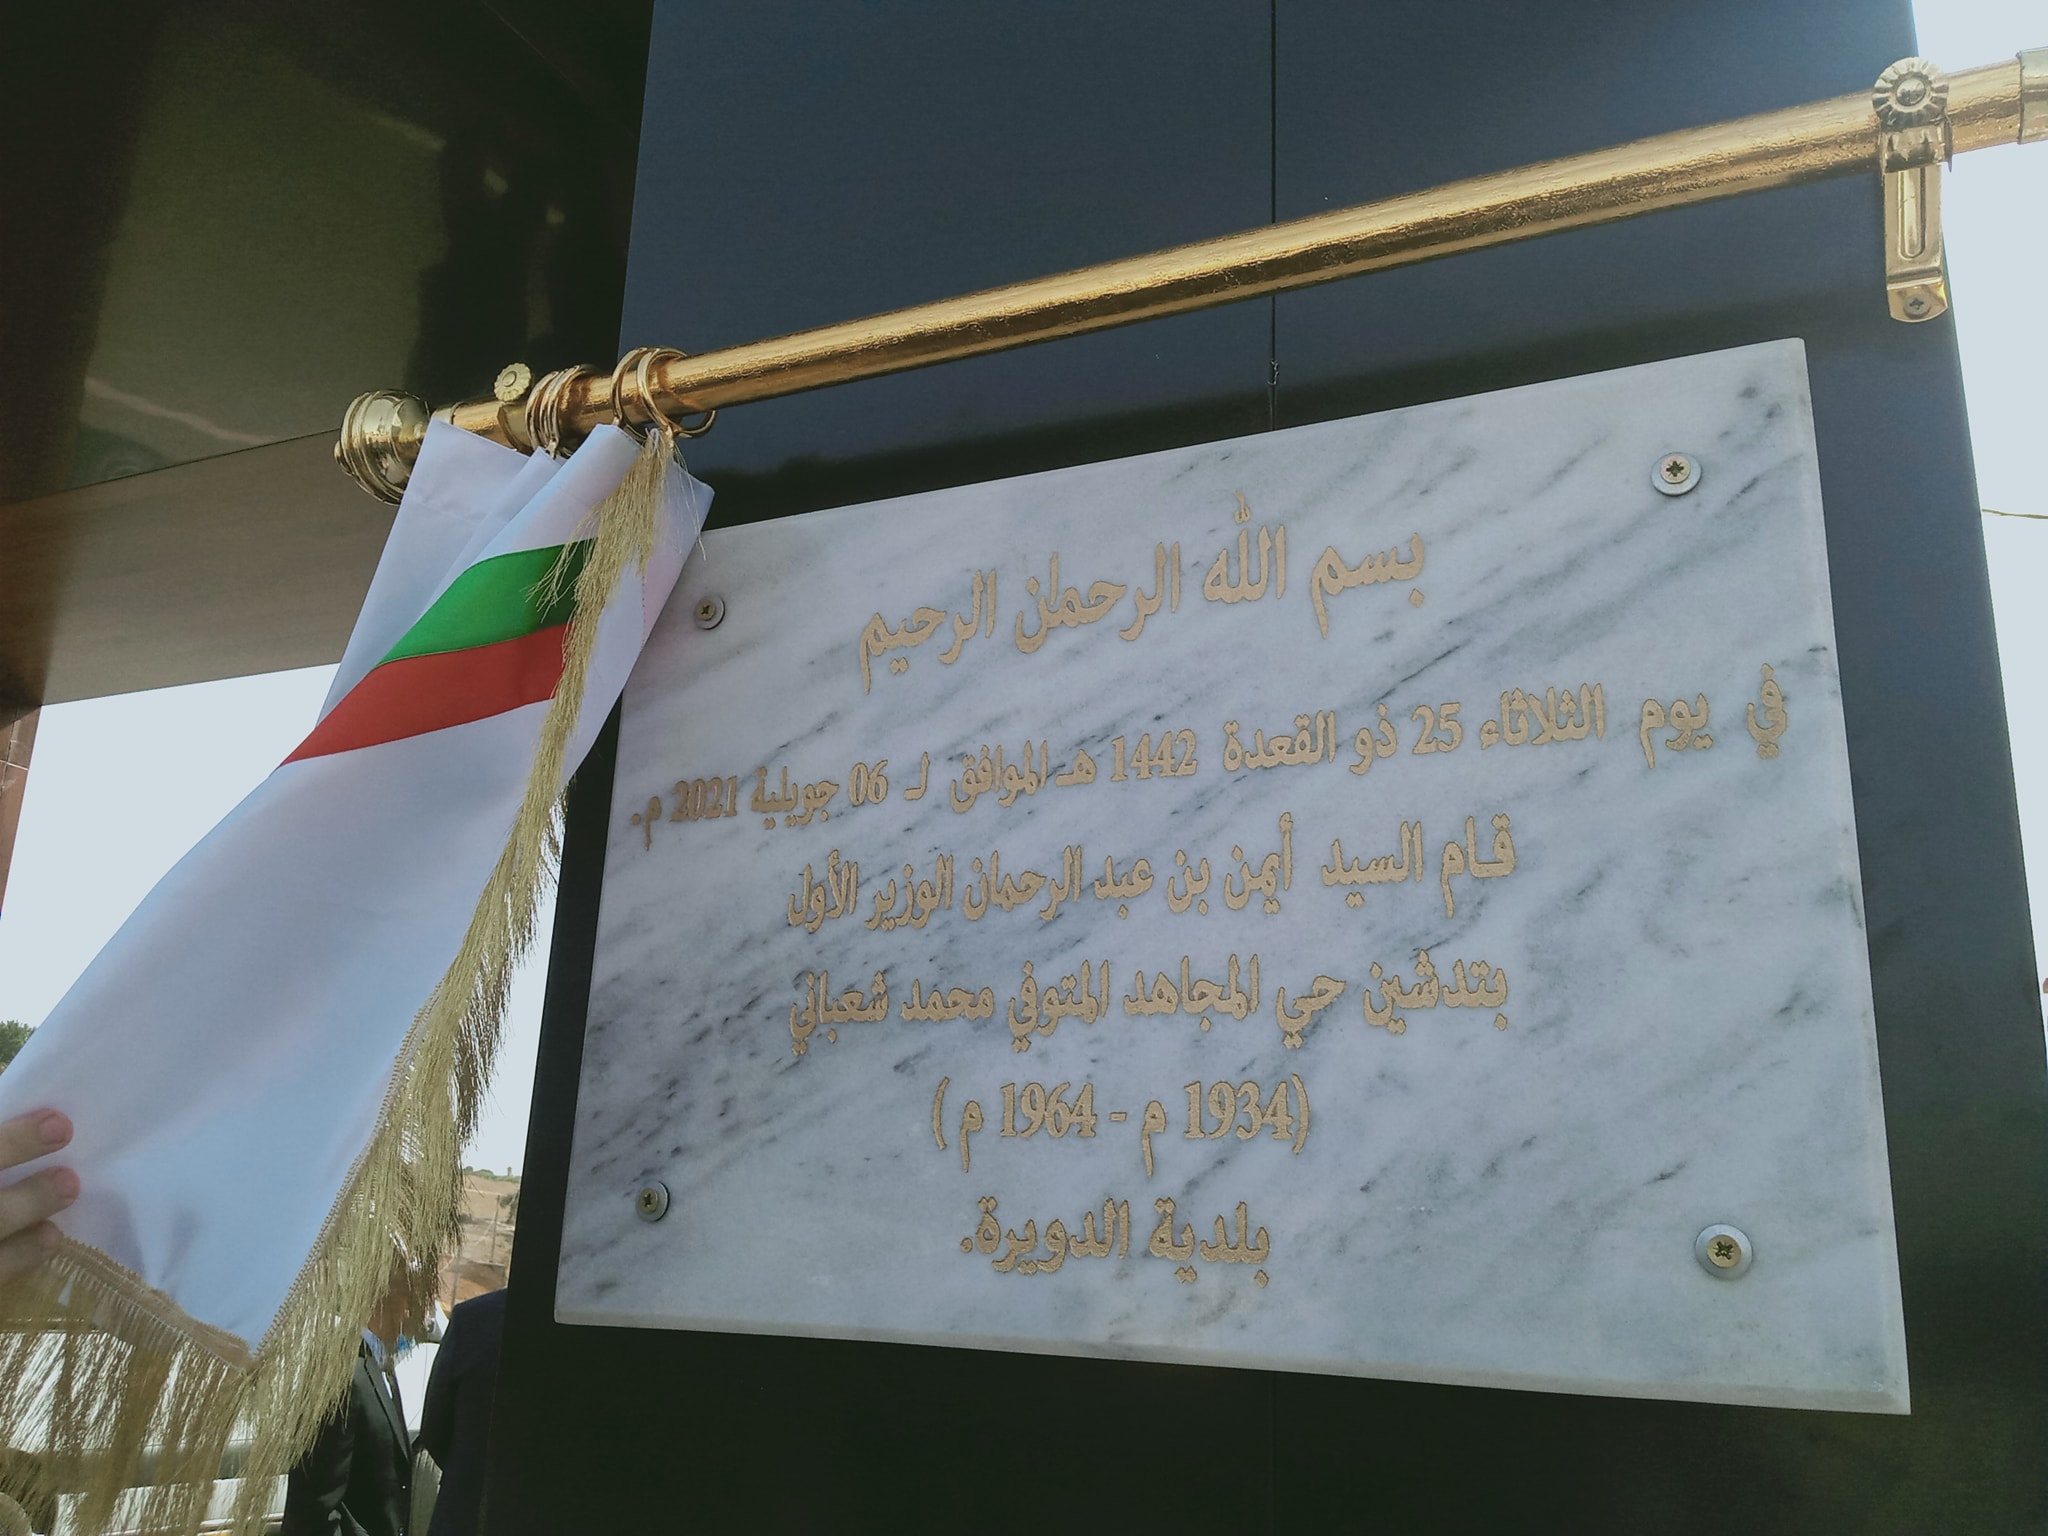 بسم الله الرحمان الرحيم
في يوم الثلاثاء 25 ذو القعدة 1442 هـ الموافق لـ 06 جويلية 2021 م.
قام السيد أيمن بن عبد الرحمان الوزير الأول
بتدشين حي المجاهد المتوفي محمد شعباني
(1934 م - 1964 م )
بلدية الدويرة.